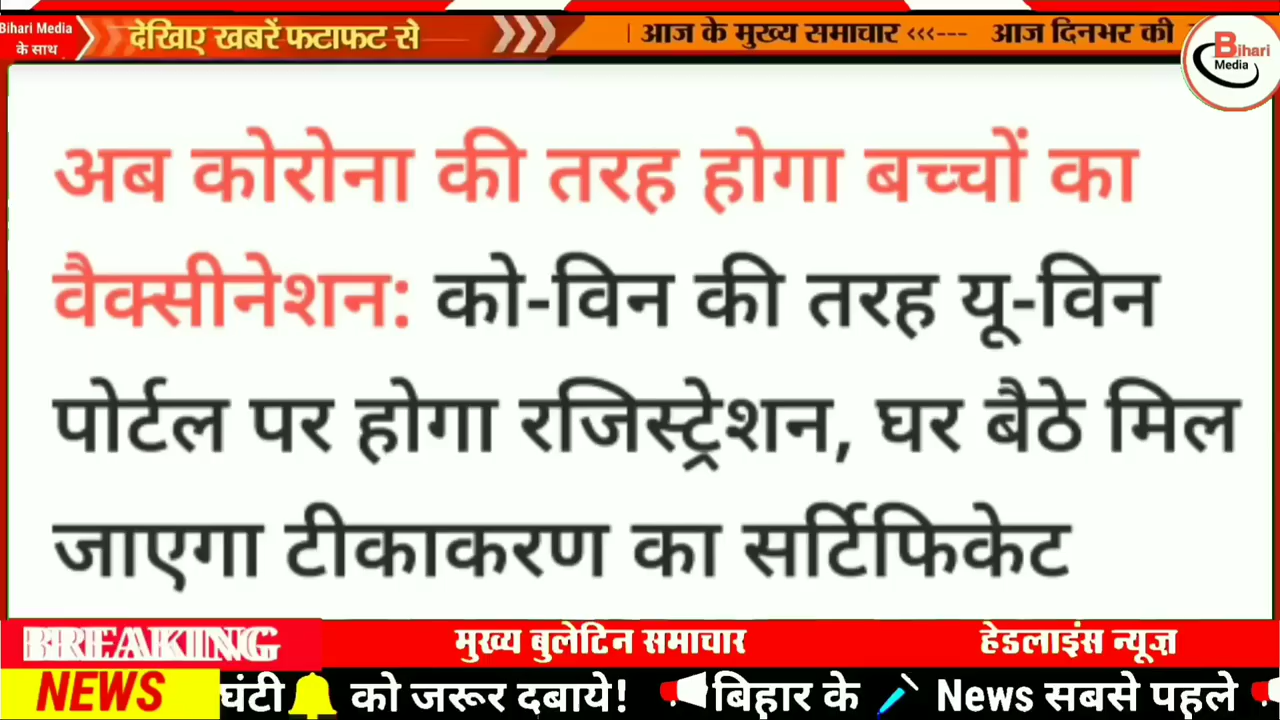 Bihari Media
के साथ
देखिए खबरें फटाफट से
आज के मुख्य समाचार <<<--- आज दिनभर की
Bihari
Media
अब कोरोना की तरह होगा बच्चों का
वैक्सीनेशन: को-विन की तरह यू-विन
पोर्टल पर होगा रजिस्ट्रेशन, घर बैठे मिल
जाएगा टीकाकरण का सर्टिफिकेट
BREAKING
मुख्य बुलेटिन समाचार
हेडलाइंस न्यूज़
NEWS
घंटी🔔 को जरूर दबाये! 📢बिहार के News सबसे पहले